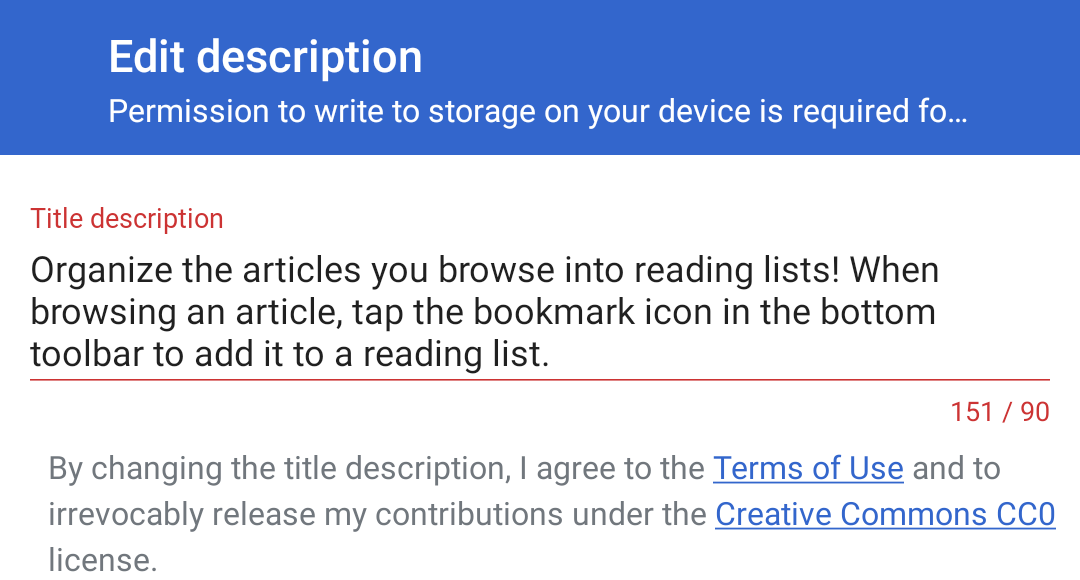 Edit description
Permission to write to storage on your device is required fo…
Title description
Organize the articles you browse into reading lists! When
browsing an article, tap the bookmark icon in the bottom
toolbar to add it to a reading list.
151 / 90
By changing the title description, I agree to the Terms of Use and to
irrevocably release my contributions under the Creative Commons CC0
license.